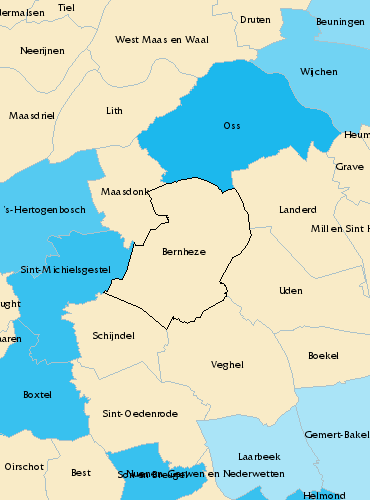 Tiel
dermalsen
Druten
Beuningen
West Maas en Waal
Neerijnen
Wijchen
Lith
Maasdriel
Oss
Heum
Grave
Maasdonk
's-Hertogenbosch
Landerd
Mill en Sint H
Bernheze
Sint-Michielsgestel
Uden
ught
Schijndel
aaren
Boekel
Veghel
Boxtel
Sint-Oedenrode
Gemert-Bakel
Laarbeek
Oirschot
Best
Son en Breugel
Nuenen Gerwen en Nederwetten
Helmond